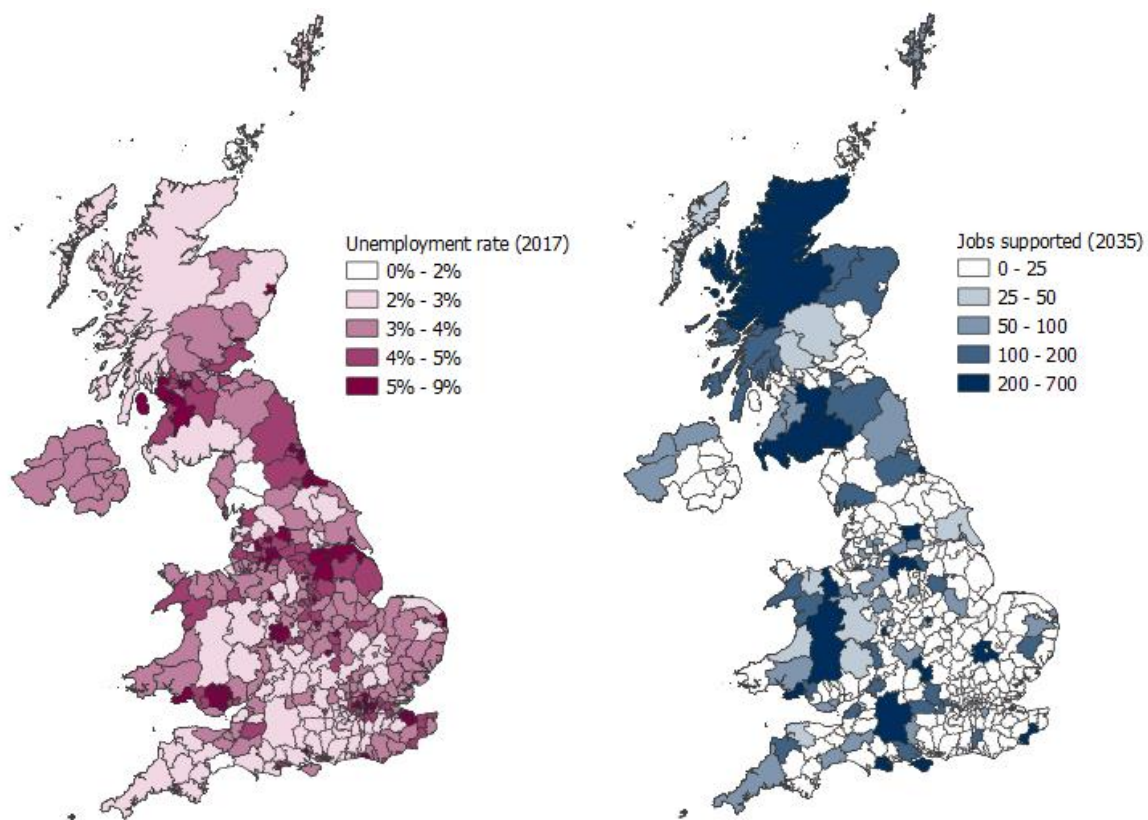 Unemployment rate (2017)
0% - 2%
2% - 3%
3% - 4%
4% - 5%
5% - 9%
Jobs supported (2035)
0 - 25
25 - 50
50 - 100
100 - 200
200 - 700